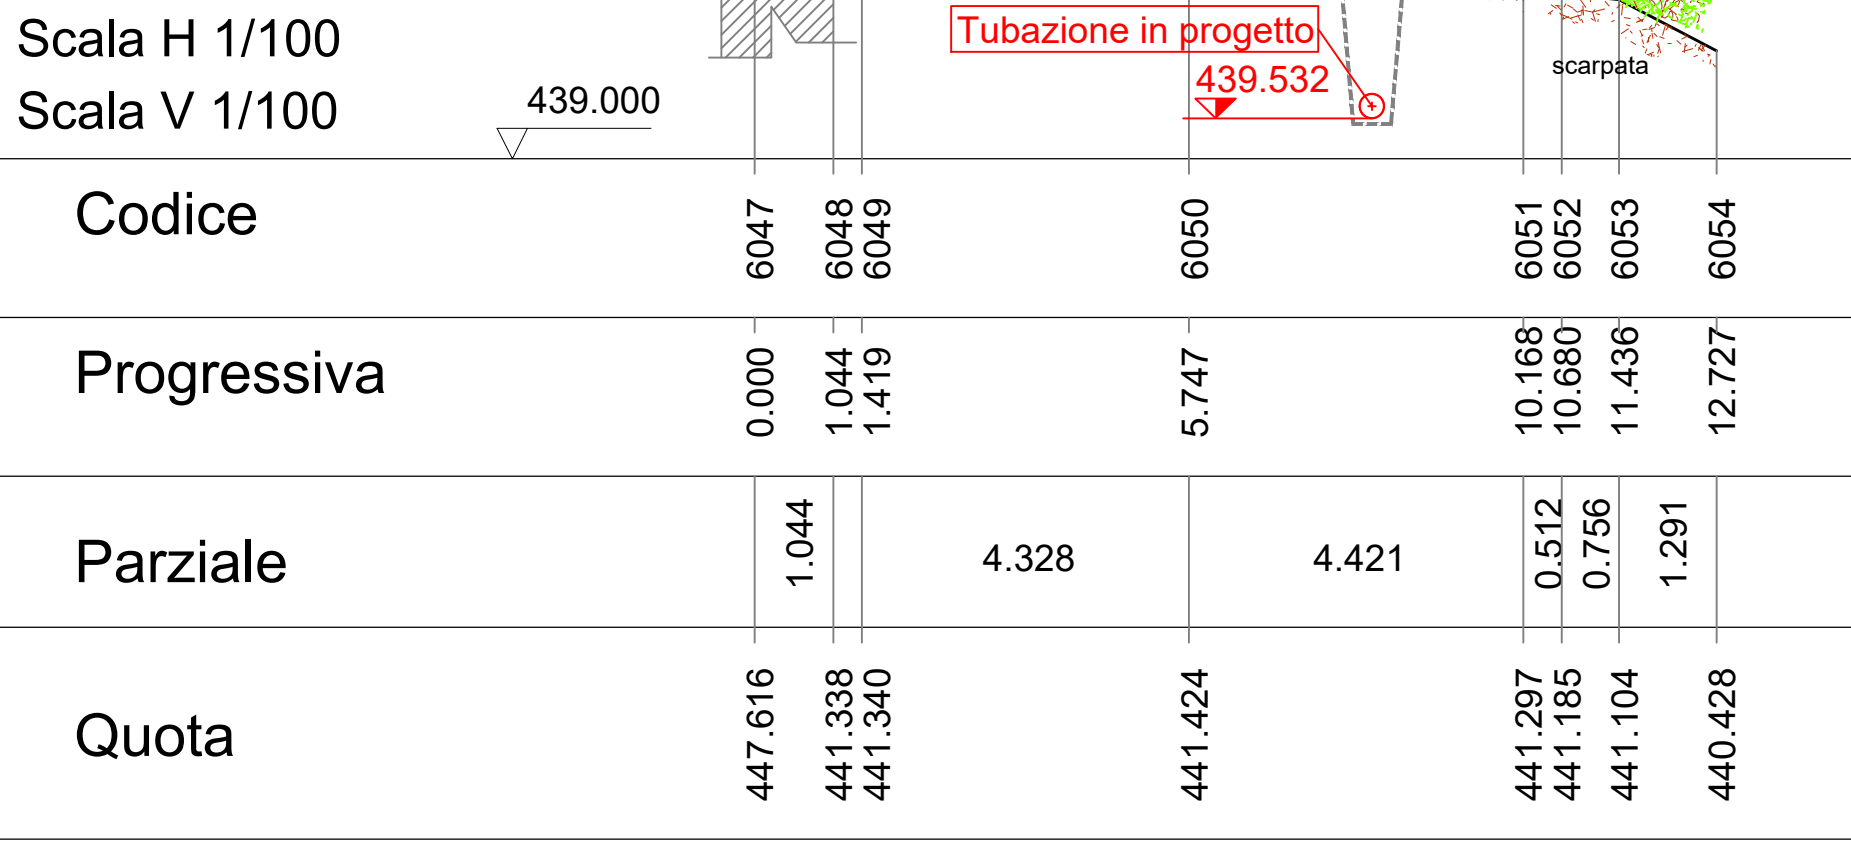 Scala H 1/100
Scala V 1/100
439.000
Tubazione in progetto
439.532
scarpata
Codice
6047 6048 6049 6050 6051 6052 6053 6054
Progressiva
0.000 1.044 1.419 5.747 10.168 10.680 11.436 12.727
Parziale
1.044 4.328 4.421 0.512 0.756 1.291
Quota
447.616 441.338 441.340 441.424 441.297 441.185 441.104 440.428